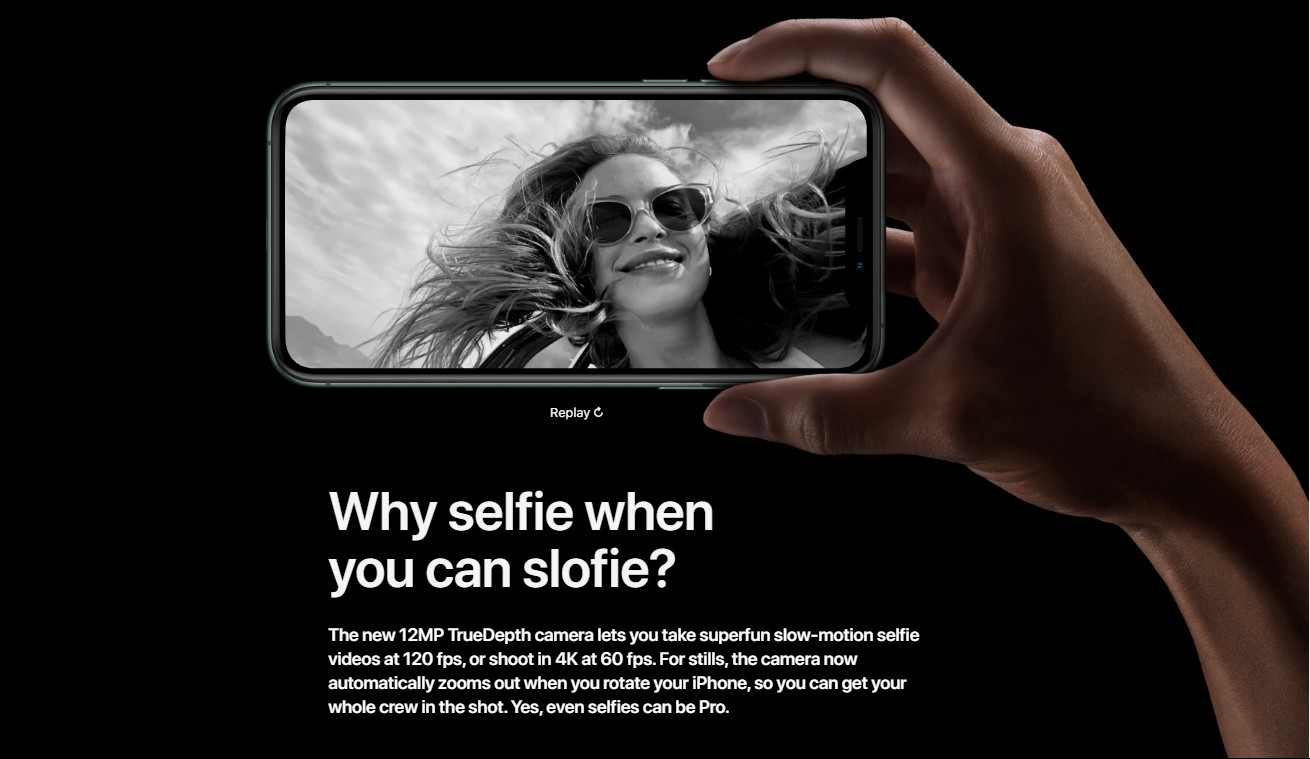 Replay
Why selfie when
you can slofie?
The new 12MP TrueDepth camera lets you take superfun slow-motion selfie
videos at 120 fps, or shoot in 4K at 60 fps. For stills, the camera now
automatically zooms out when you rotate your iPhone, so you can get your
whole crew in the shot. Yes, even selfies can be Pro.